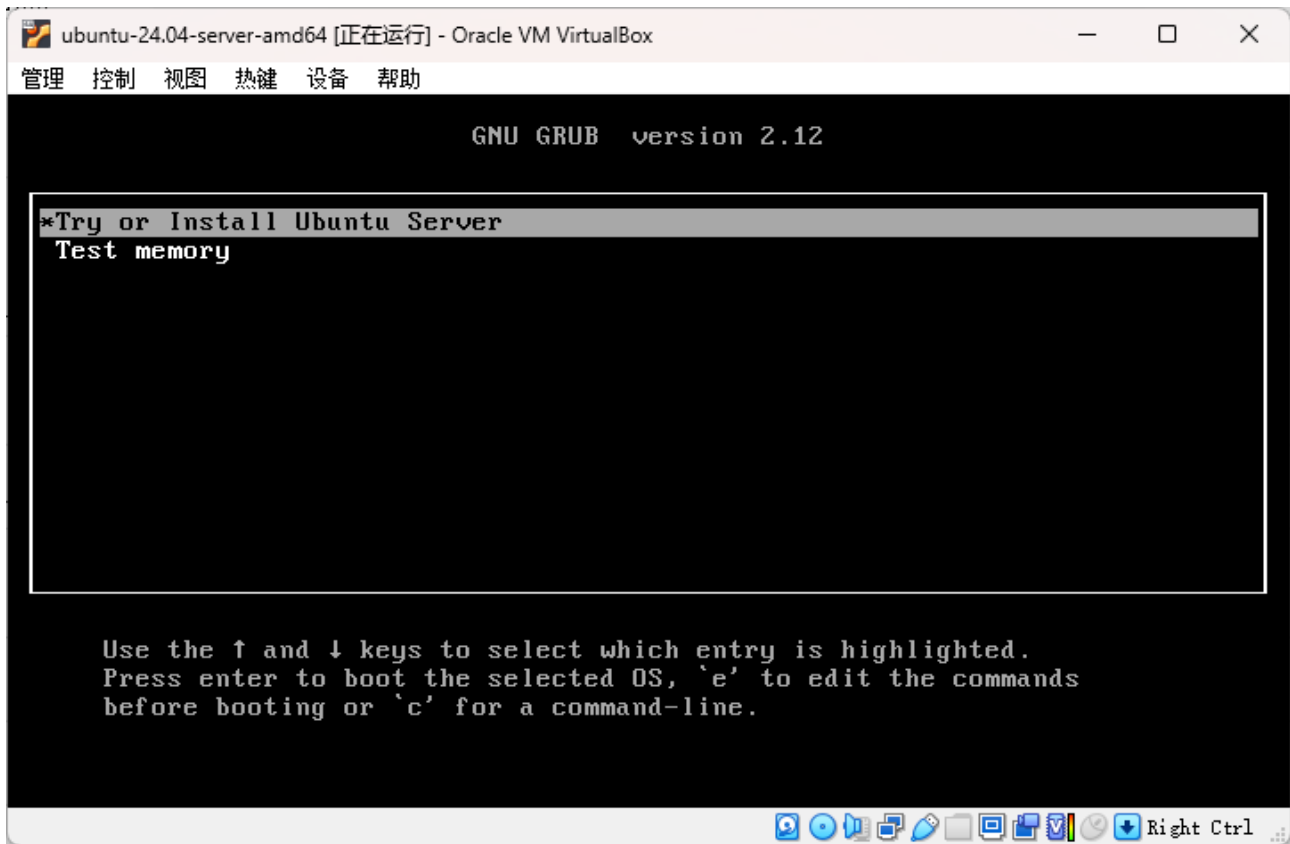 ubuntu-24.04-server-amd64 [正在运行] - Oracle VM VirtualBox
管理 控制 视图 热键 设备 帮助
GNU GRUB version 2.12
*Try or Install Ubuntu Server
Test memory
Use the ↑ and ↓ keys to select which entry is highlighted.
Press enter to boot the selected OS, `e' to edit the commands
before booting or `c' for a command-line.
Right Ctrl